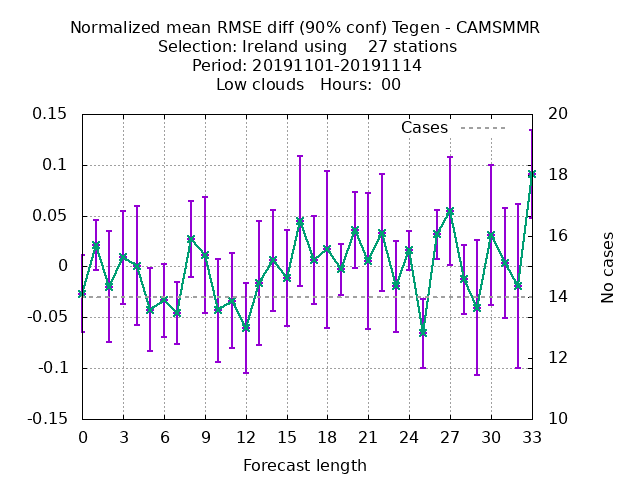 Normalized mean RMSE diff (90% conf) Tegen - CAMSMMR
Selection: Ireland using    27 stations
Period: 20191101-20191114
Low clouds   Hours:  00
0.15
0.1
0.05
0
-0.05
-0.1
-0.15
Cases
20
18
16
14
12
10
No cases
0 3 6 9 12 15 18 21 24 27 30 33
Forecast length